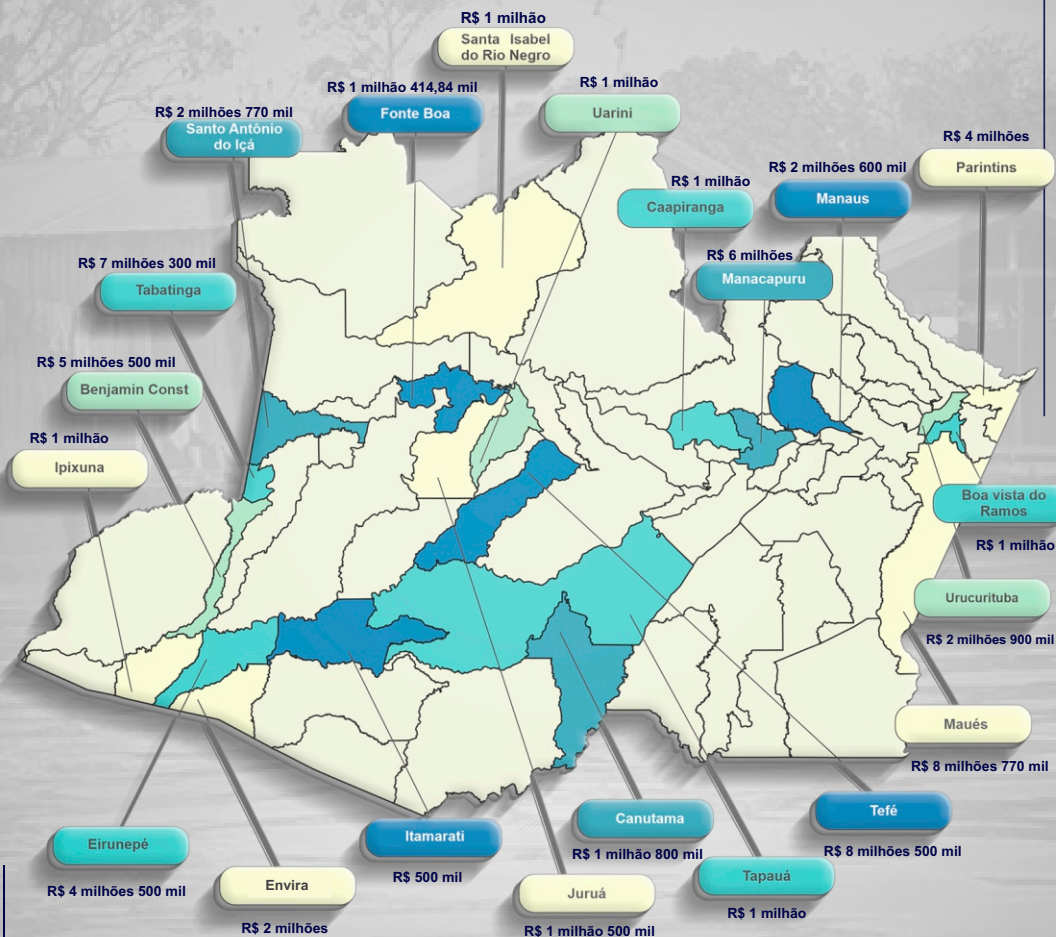 R$ 1 milhão
Santa Isabel
do Rio Negro
R$ 1 milhão 414,84 mil
Fonte Boa
R$ 1 milhão
Uarini
R$ 2 milhões 770 mil
Santo Antônio
do Içá
R$ 4 milhões
Parintins
R$ 2 milhões 600 mil
Manaus
R$ 1 milhão
Caapiranga
R$ 6 milhões
Manacapuru
R$ 7 milhões 300 mil
Tabatinga
R$ 5 milhões 500 mil
Benjamin Const
R$ 1 milhão
Ipixuna
Boa vista do
Ramos
R$ 1 milhão
Urucurituba
R$ 2 milhões 900 mil
Maués
R$ 8 milhões 770 mil
Tefé
R$ 8 milhões 500 mil
Canutama
R$ 1 milhão 800 mil
Itamarati
R$ 500 mil
Eirunepé
R$ 4 milhões 500 mil
Envira
R$ 2 milhões
Juruá
R$ 1 milhão 500 mil
Tapauá
R$ 1 milhão